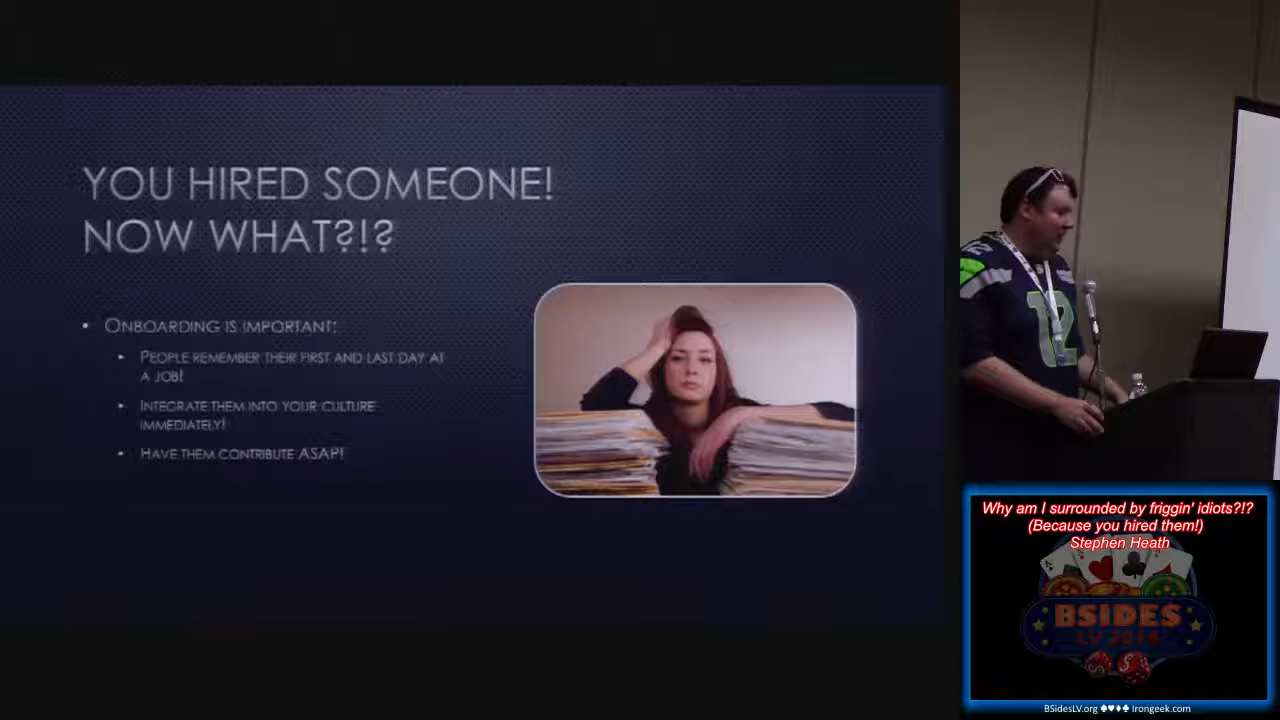 YOU HIRED SOMEONE!
NOW WHAT?!?
• ONBOARDING IS IMPORTANT:
• PEOPLE REMEMBER THEIR FIRST AND LAST DAY AT
A JOB!
• INTEGRATE THEM INTO YOUR CULTURE
IMMEDIATELY!
• HAVE THEM CONTRIBUTE ASAP!
12
12
Why am I surrounded by friggin' idiots?!?
(Because you hired them!)
Stephen Heath
BSIDES
LV 2014
BSidesLV.org ♠♥♦♣ Irongeek.com